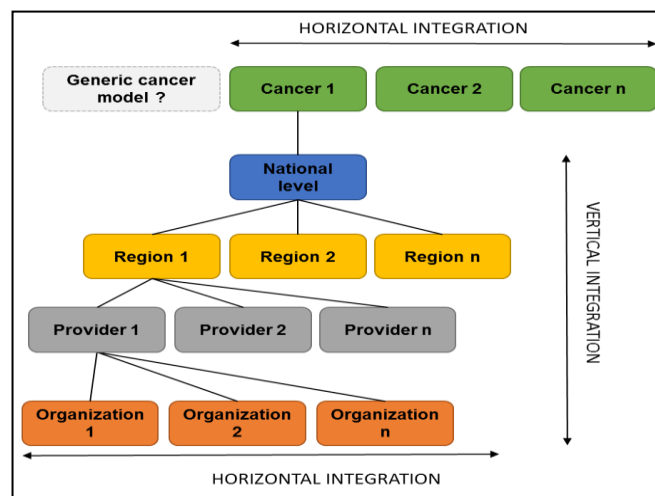 HORIZONTAL INTEGRATION
Generic cancer
model ?
Cancer 1
Cancer 2
Cancer n
National
level
VERTICAL INTEGRATION
Region 1
Region 2
Region n
Provider 1
Provider 2
Provider n
Organization
1
Organization
2
Organization
n
HORIZONTAL INTEGRATION